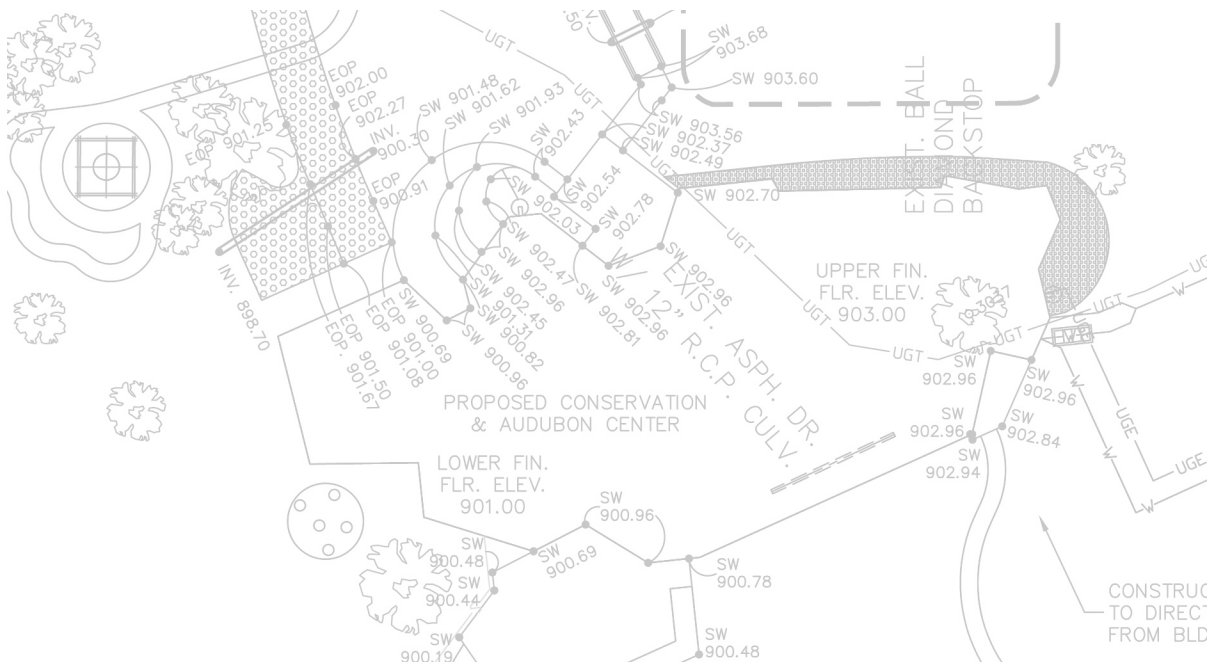 UGT
SW
903.68
SW 903.60
EOP
902.00
EOP
902.27
INV.
900.30
SW 901.48
SW 901.62
SW 901.93
SW
902.43
UGT
SW 903.56
SW 902.37
SW 902.49
EXIST. BALL
DIAMOND
BACKSTOP
EOP 901.25
EOP
900.91
SW
902.03
SW
902.54
SW
902.78
SW 902.70
UGT
INV. 898.70
SW 902.47
SW 902.96
SW 902.45
SW 901.31
SW 900.82
SW 900.96
SW 902.96
SW 902.81
SW 902.96
W
EXIST. ASPH. DR.
12" R.C.P. CULV.
UPPER FIN.
FLR. ELEV.
903.00
UGT
UGT
UGT
UGT
UG
W
EOP 901.50
EOP. 901.67
EOP 901.00
EOP 901.08
SW 900.69
SW
902.96
SW
902.96
PROPOSED CONSERVATION
& AUDUBON CENTER
SW
902.96
SW
902.84
SW
902.94
W
W
W
UGE
UGE
LOWER FIN.
FLR. ELEV.
901.00
SW
900.96
SW
900.48
SW
900.69
SW
900.44
SW
900.78
SW
900.19
SW
900.48
CONSTRUC
TO DIRECT
FROM BLD